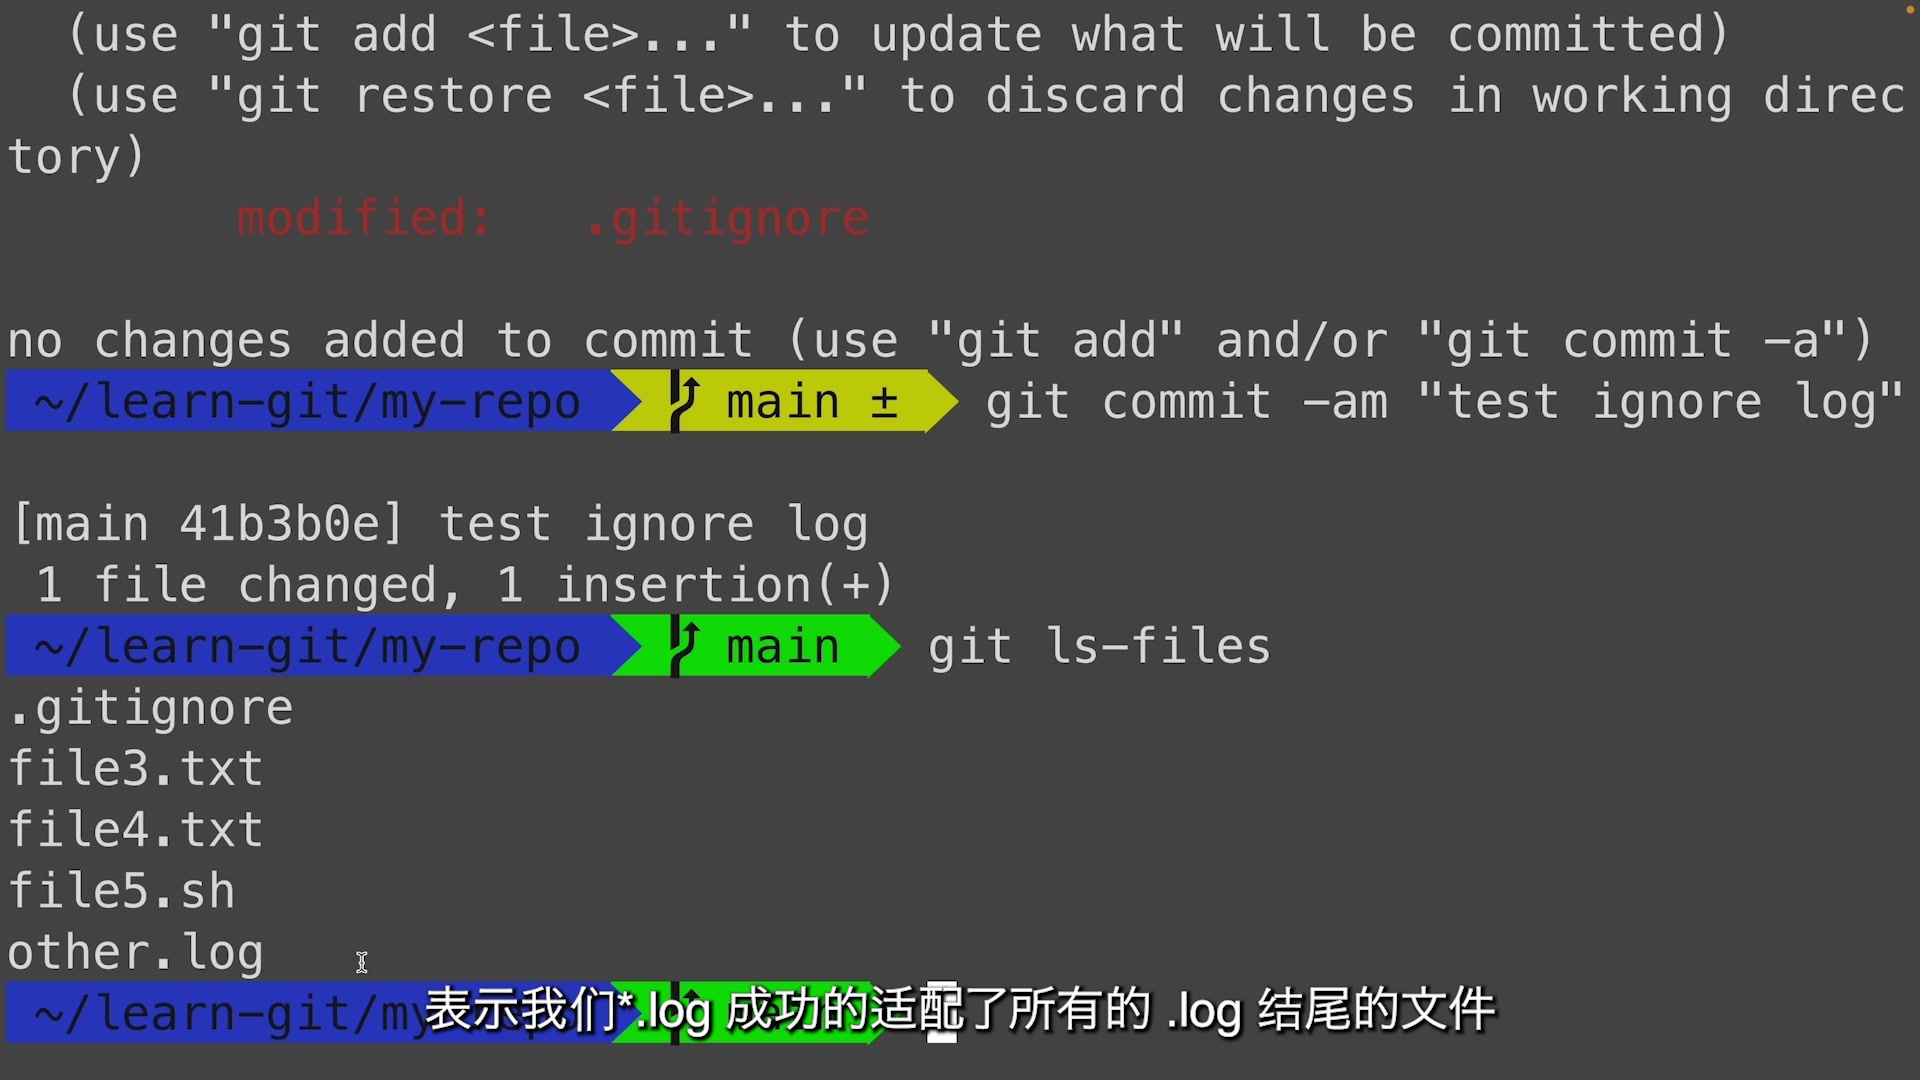 (use "git add <file>..." to update what will be committed)
(use "git restore <file>..." to discard changes in working direc
tory)
modified:   .gitignore
no changes added to commit (use "git add" and/or "git commit -a")
~/learn-git/my-repo main ± git commit -am "test ignore log"
[main 41b3b0e] test ignore log
1 file changed, 1 insertion(+)
~/learn-git/my-repo main git ls-files
.gitignore
file3.txt
file4.txt
file5.sh
other.log
~/learn-git/my
表示我们*.log 成功的适配了所有的 .log 结尾的文件